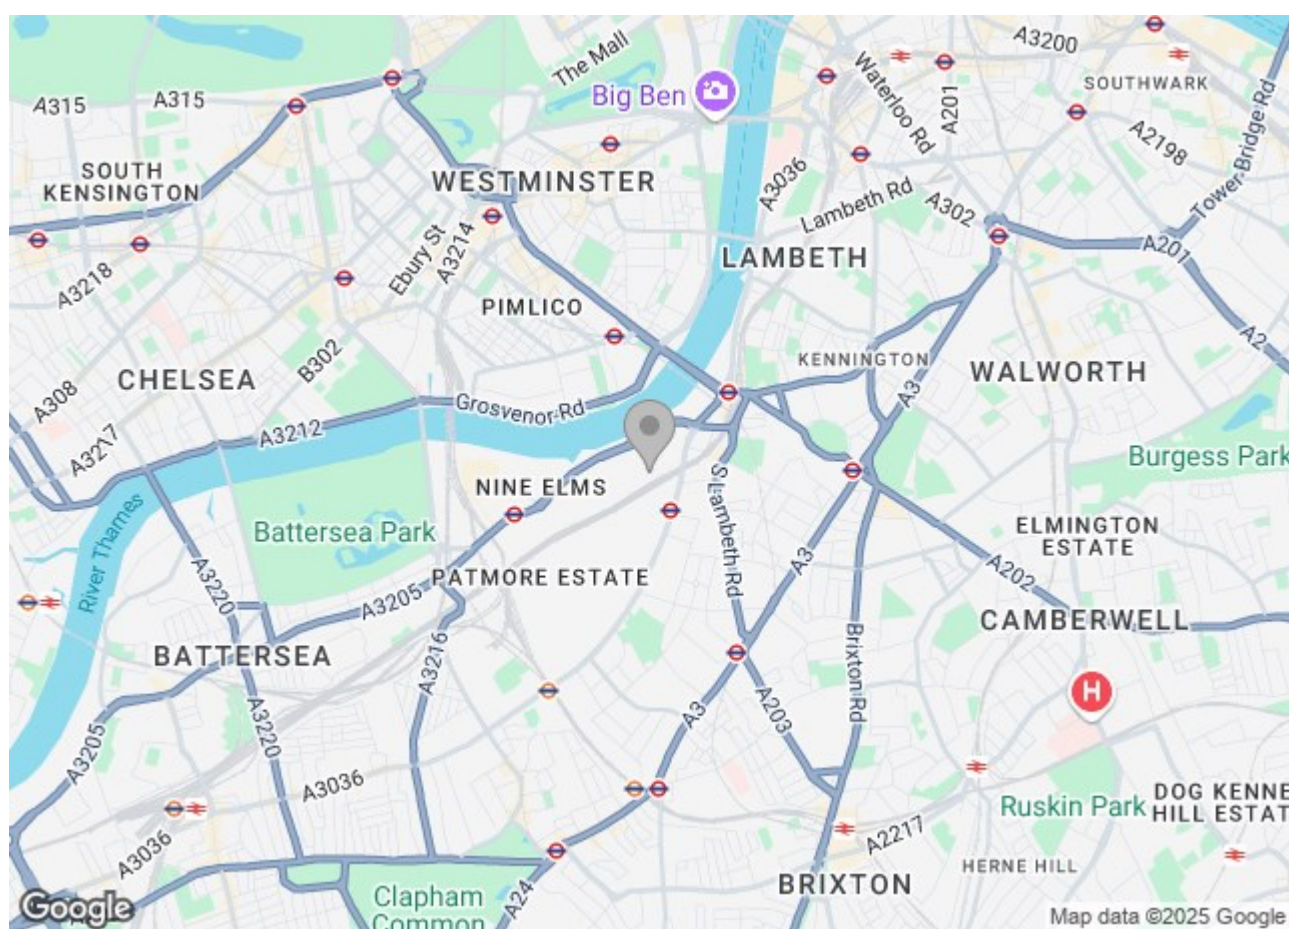 The Mall
A3200
A315
A315
Big Ben
Waterloo Rd
A201
SOUTHWARK
A2198
Tower Bridge Rd
SOUTH
KENSINGTON
WESTMINSTER
A3036
Lambeth Rd
A302
A201
Ebury St
A3214
LAMBETH
A3218
PIMLICO
A2
B302
KENNINGTON
CHELSEA
WALWORTH
A308
Grosvenor Rd
A3
A3212
A3217
Burgess Park
NINE ELMS
S Lambeth Rd
Battersea Park
ELMINGTON
ESTATE
River Thames
A3
A202
PATMORE ESTATE
A3220
A3205
CAMBERWELL
BATTERSEA
A3216
Brixton Rd
H
A3
A203
A3220
A3205
A3036
Ruskin Park
DOG KENNE
HILL ESTAT
A3036
A2217
HERNE HILL
BRIXTON
Clapham
Common
A24
Google
Map data ©2025 Google